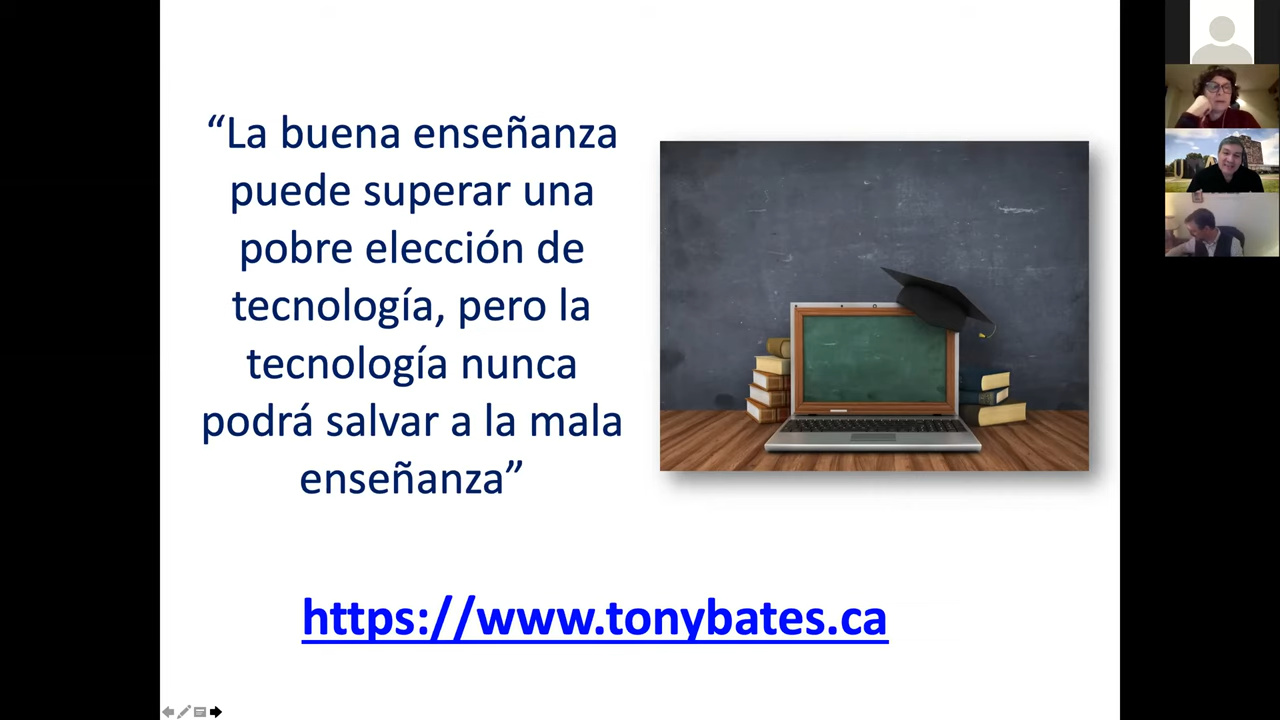 “La buena enseñanza
puede superar una
pobre elección de
tecnología, pero la
tecnología nunca
podrá salvar a la mala
enseñanza”
https://www.tonybates.ca